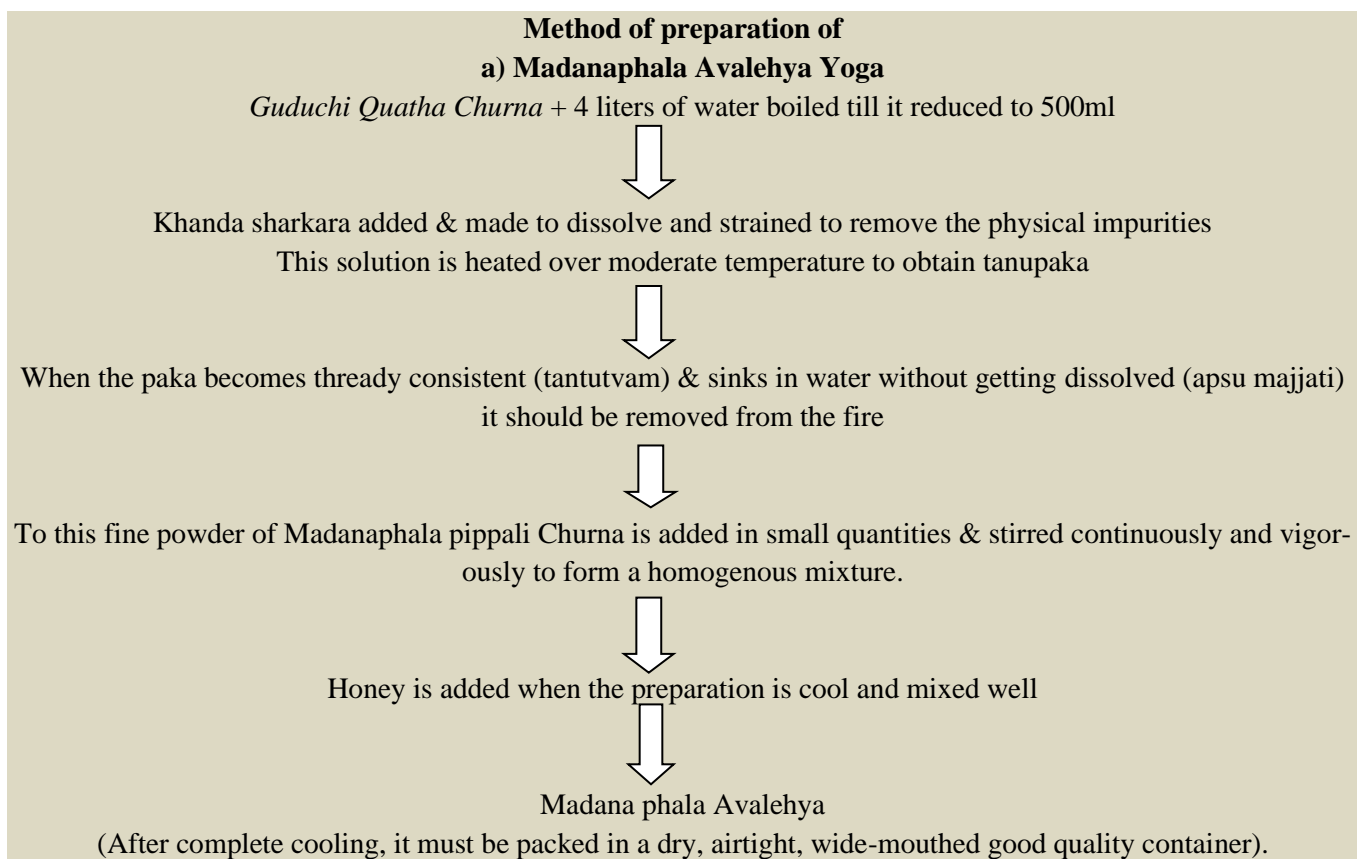 Method of preparation of
a) Madanaphala Avalehya Yoga
Guduchi Quatha Churna + 4 liters of water boiled till it reduced to 500ml
Khanda sharkara added & made to dissolve and strained to remove the physical impurities
This solution is heated over moderate temperature to obtain tanupaka
When the paka becomes thready consistent (tantutvam) & sinks in water without getting dissolved (apsu majjati)
it should be removed from the fire
To this fine powder of Madanaphala pippali Churna is added in small quantities & stirred continuously and vigor-
ously to form a homogenous mixture.
Honey is added when the preparation is cool and mixed well
Madana phala Avalehya
(After complete cooling, it must be packed in a dry, airtight, wide-mouthed good quality container).